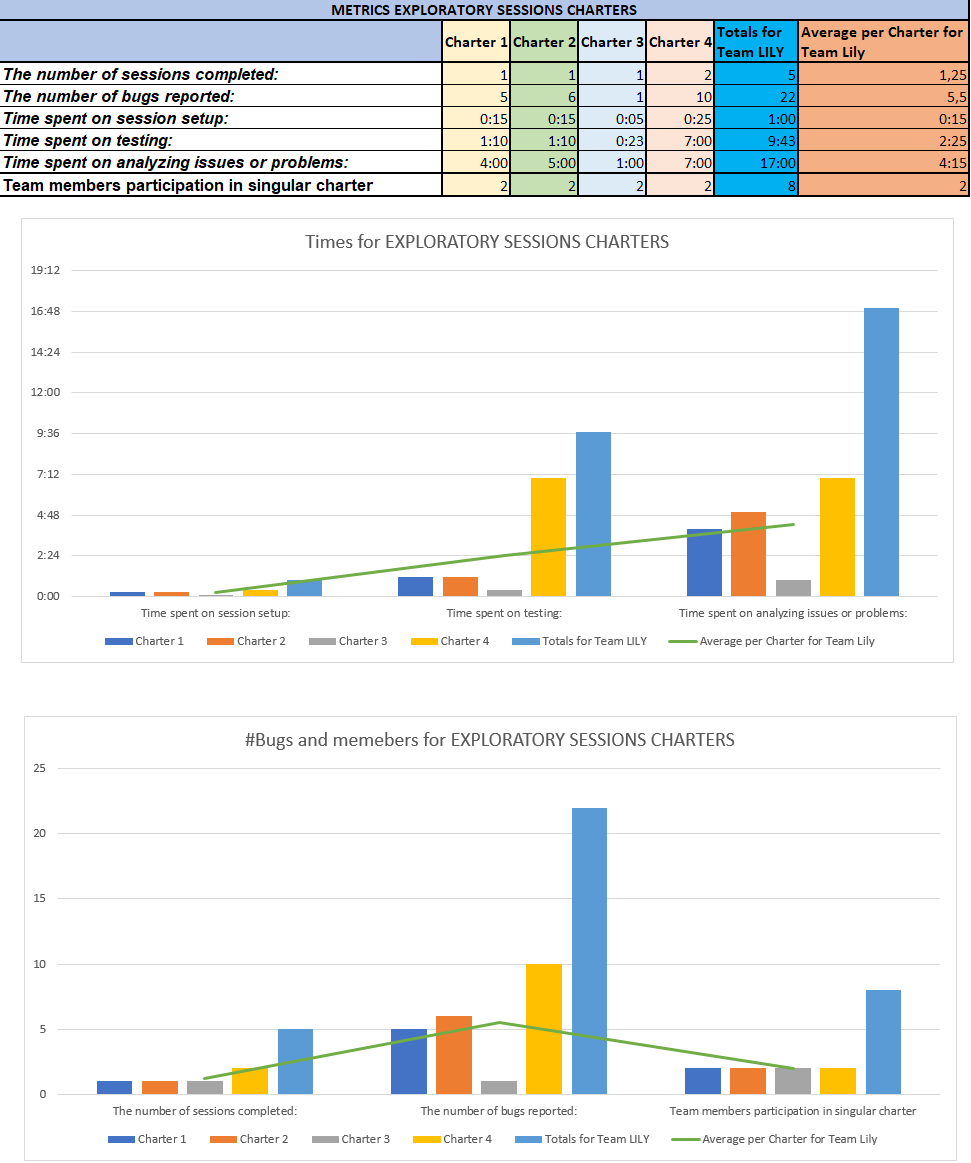 METRICS EXPLORATORY SESSIONS CHARTERS
Charter 1 Charter 2 Charter 3 Charter 4 Totals for Team LILY Average per Charter for Team Lily
The number of sessions completed: 1 1 1 2 5 1,25
The number of bugs reported: 5 6 1 10 22 5,5
Time spent on session setup: 0:15 0:15 0:05 0:25 1:00 0:15
Time spent on testing: 1:10 1:10 0:23 7:00 9:43 2:25
Time spent on analyzing issues or problems: 4:00 5:00 1:00 7:00 17:00 4:15
Team members participation in singular charter 2 2 2 2 8 2
Times for EXPLORATORY SESSIONS CHARTERS
19:12
16:48
14:24
12:00
9:36
7:12
4:48
2:24
0:00
Time spent on session setup: Time spent on testing: Time spent on analyzing issues or problems:
Charter 1 Charter 2 Charter 3 Charter 4 Totals for Team LILY Average per Charter for Team Lily
#Bugs and memebers for EXPLORATORY SESSIONS CHARTERS
25
20
15
10
5
0
The number of sessions completed: The number of bugs reported: Team members participation in singular charter
Charter 1 Charter 2 Charter 3 Charter 4 Totals for Team LILY Average per Charter for Team Lily